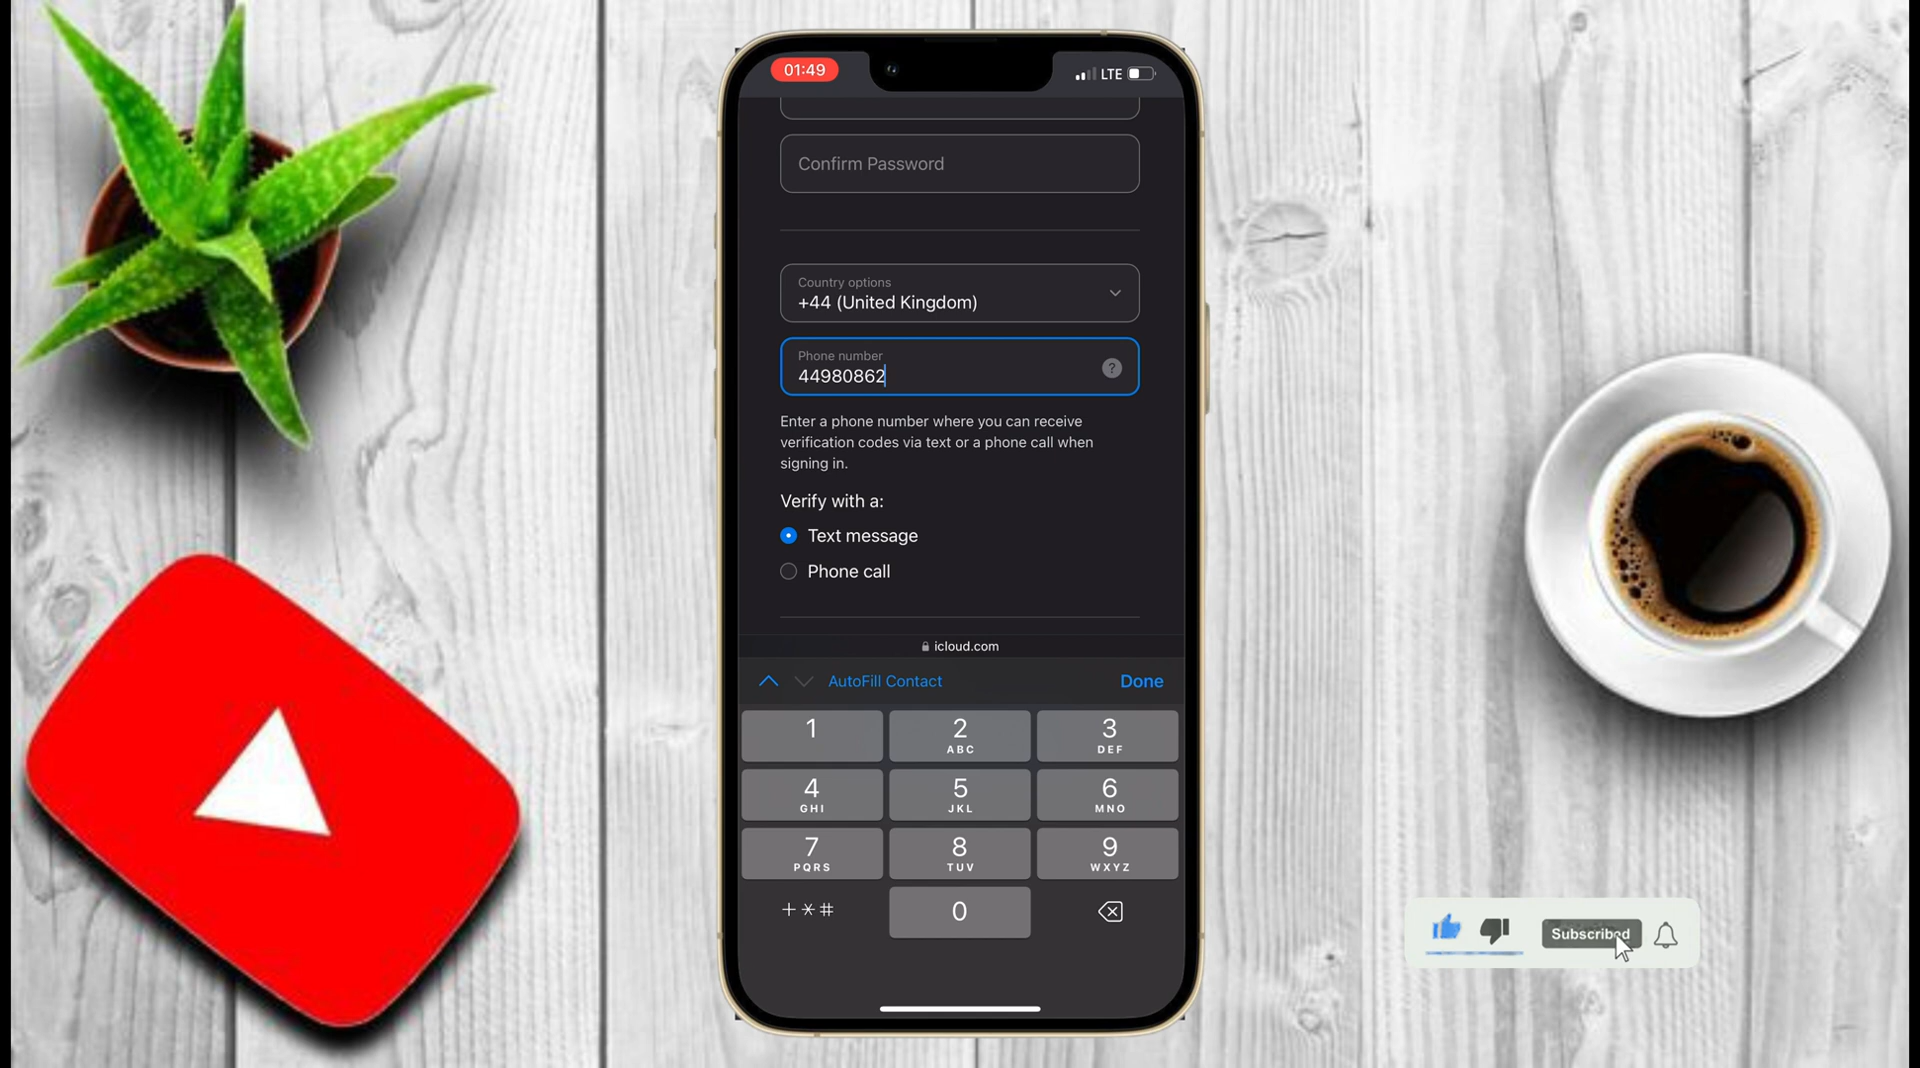 01:49
LTE
Confirm Password
Country options
+44 (United Kingdom)
Phone number
44980862
?
Enter a phone number where you can receive
verification codes via text or a phone call when
signing in.
Verify with a:
Text message
Phone call
icloud.com
AutoFill Contact
Done
1
2
ABC
3
DEF
4
GHI
5
JKL
6
MNO
7
PQRS
8
TUV
9
WXYZ
+*#
0
Subscribed